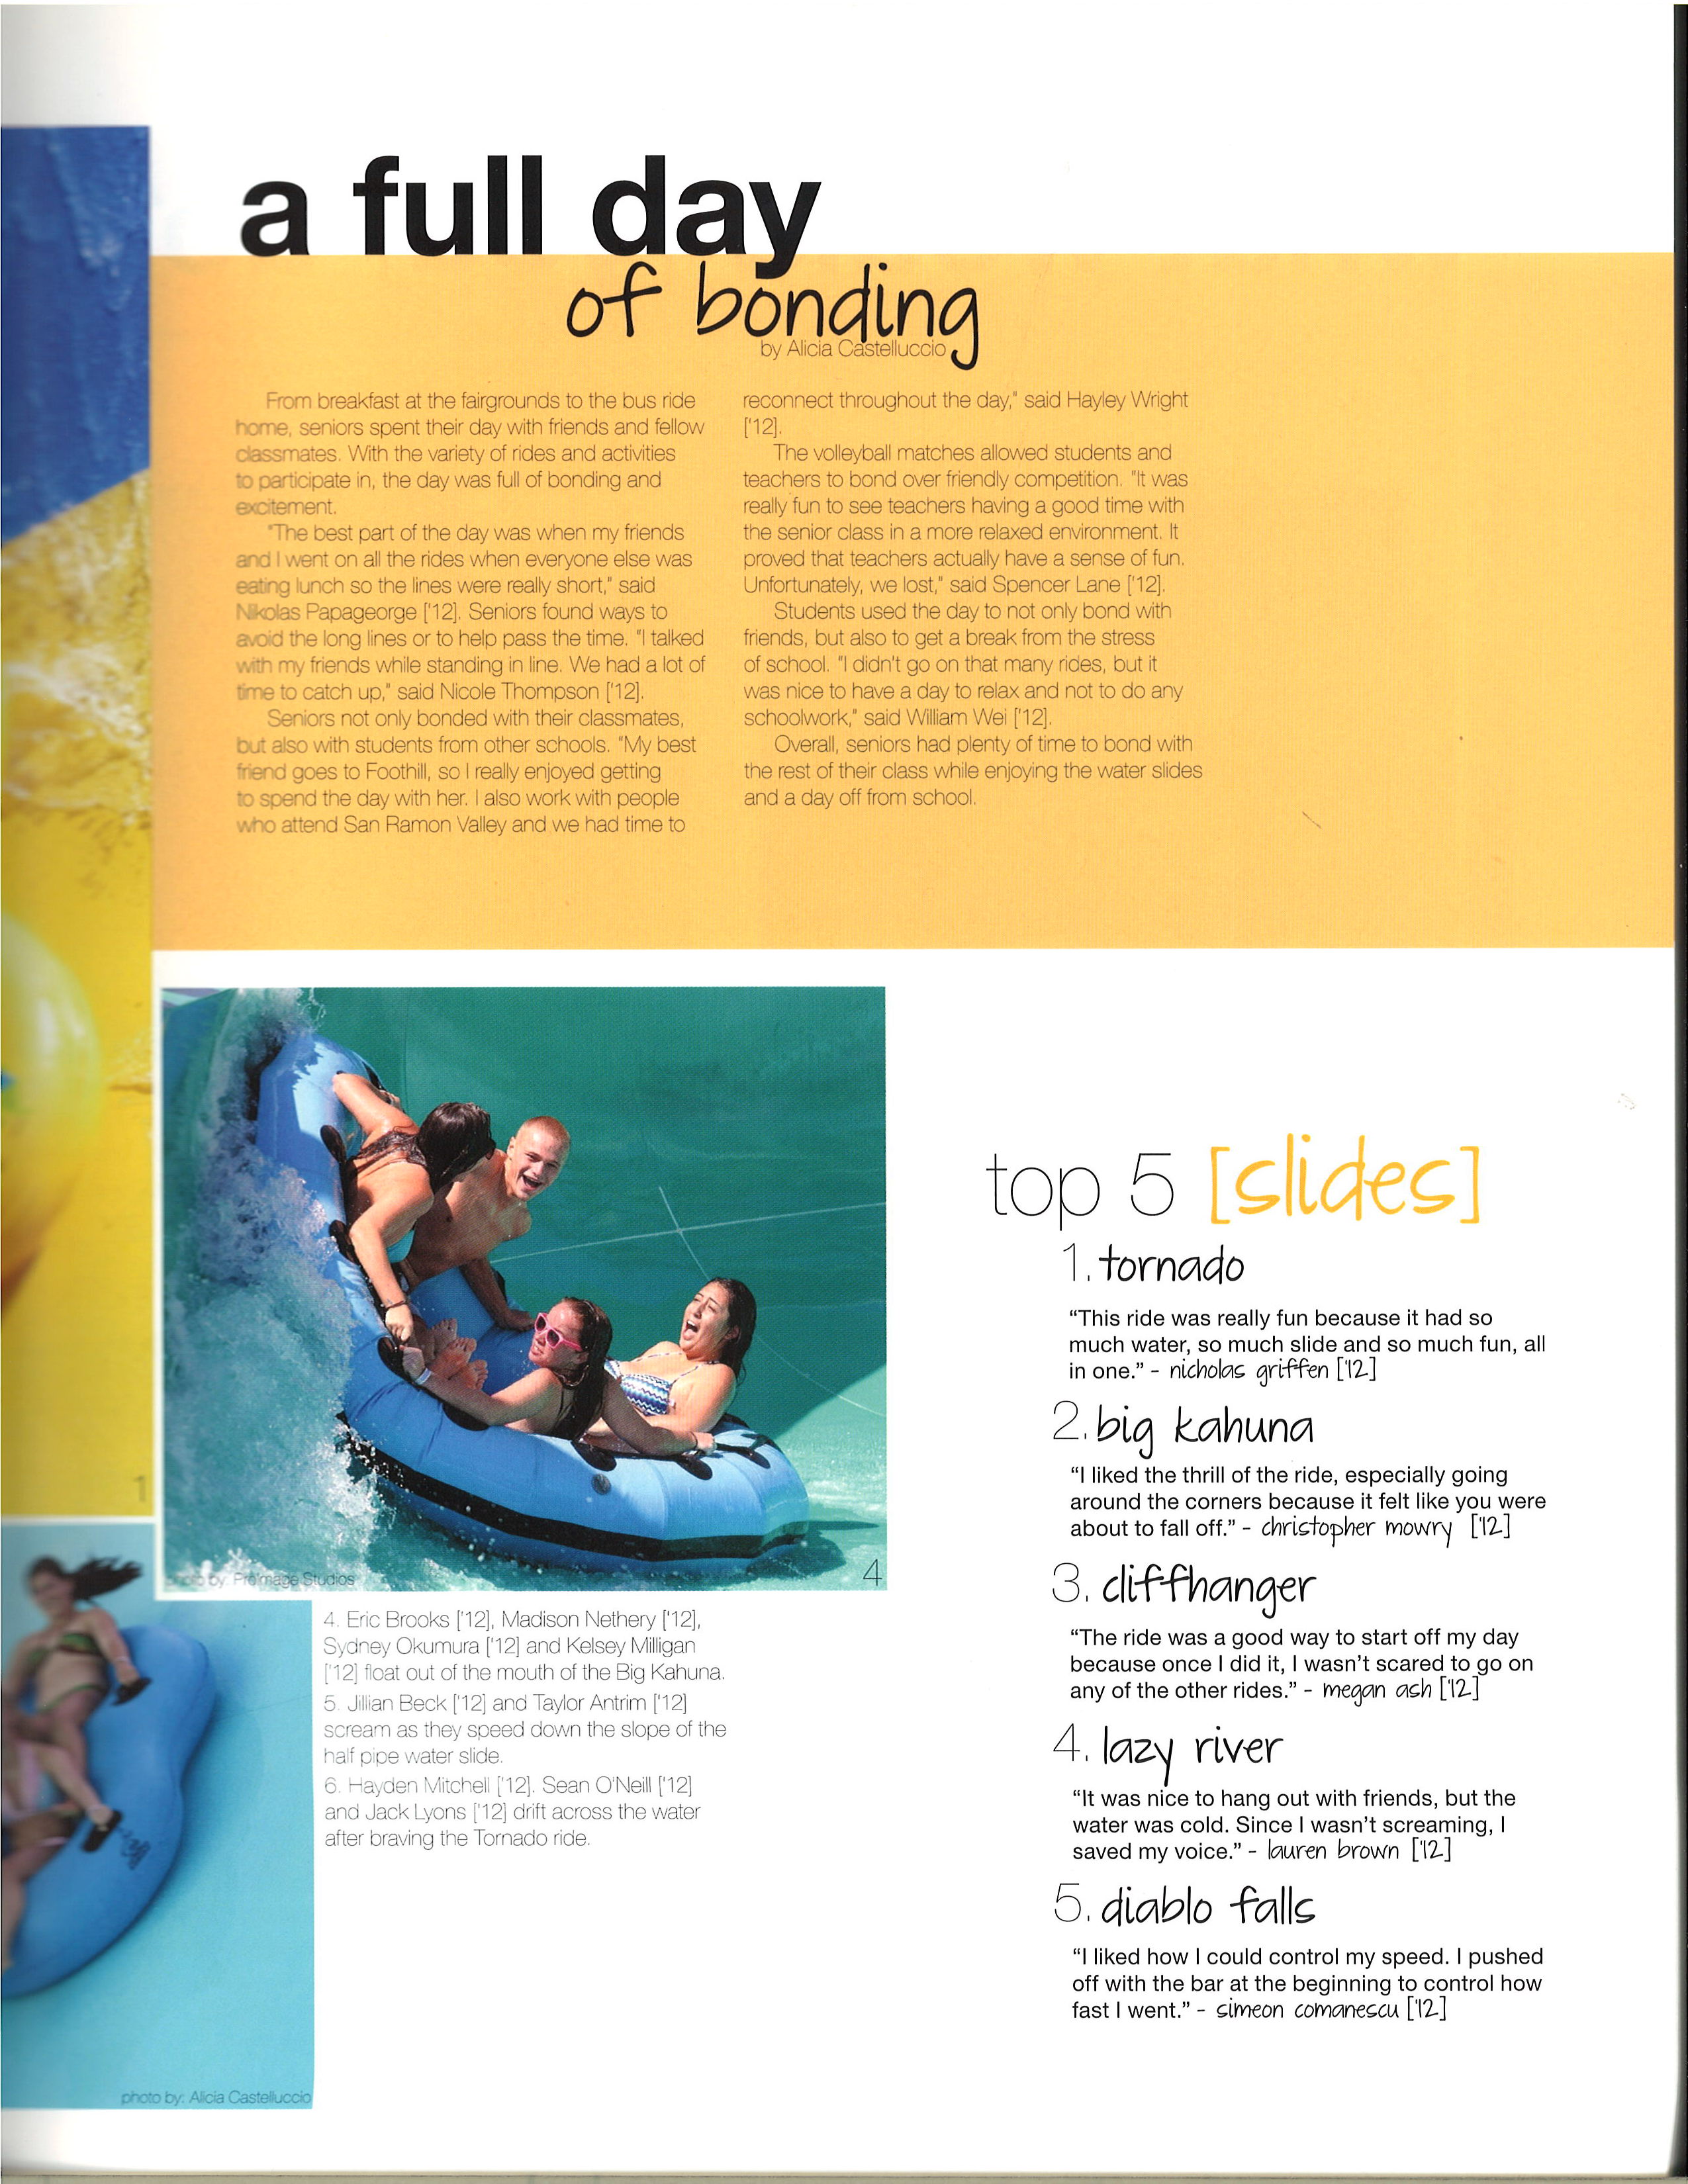 a full day
of bonding
by Alicia Castelluccio
From breakfast at the fairgrounds to the bus ride
home, seniors spent their day with friends and fellow
classmates. With the variety of rides and activities
to participate in, the day was full of bonding and
excitement.
"The best part of the day was when my friends
and I went on all the rides when everyone else was
eating lunch so the lines were really short," said
Nikolas Papageorge ['12]. Seniors found ways to
avoid the long lines or to help pass the time. "I talked
with my friends while standing in line. We had a lot of
time to catch up," said Nicole Thompson ['12].
Seniors not only bonded with their classmates,
but also with students from other schools. "My best
friend goes to Foothill, so I really enjoyed getting
to spend the day with her. I also work with people
who attend San Ramon Valley and we had time to
reconnect throughout the day," said Hayley Wright
['12].
The volleyball matches allowed students and
teachers to bond over friendly competition. "It was
really fun to see teachers having a good time with
the senior class in a more relaxed environment. It
proved that teachers actually have a sense of fun.
Unfortunately, we lost," said Spencer Lane ['12].
Students used the day to not only bond with
friends, but also to get a break from the stress
of school. "I didn't go on that many rides, but it
was nice to have a day to relax and not to do any
schoolwork," said William Wei ['12].
Overall, seniors had plenty of time to bond with
the rest of their class while enjoying the water slides
and a day off from school.
1
photo by: ProImage Studios
4
4. Eric Brooks ['12], Madison Nethery ['12],
Sydney Okumura ['12] and Kelsey Milligan
['12] float out of the mouth of the Big Kahuna.
5. Jillian Beck ['12] and Taylor Antrim ['12]
scream as they speed down the slope of the
half pipe water slide.
6. Hayden Mitchell ['12]. Sean O'Neill ['12]
and Jack Lyons ['12] drift across the water
after braving the Tornado ride.
photo by: Alicia Castelluccio
top 5 [slides]
1. tornado
“This ride was really fun because it had so
much water, so much slide and so much fun, all
in one.” - nicholas griffen ['12]
2. big kahuna
“I liked the thrill of the ride, especially going
around the corners because it felt like you were
about to fall off.” - christopher mowry ['12]
3. cliffhanger
“The ride was a good way to start off my day
because once I did it, I wasn’t scared to go on
any of the other rides.” - megan ash ['12]
4. lazy river
“It was nice to hang out with friends, but the
water was cold. Since I wasn’t screaming, I
saved my voice.” - lauren brown ['12]
5. diablo falls
“I liked how I could control my speed. I pushed
off with the bar at the beginning to control how
fast I went.” - simeon comanescu ['12]